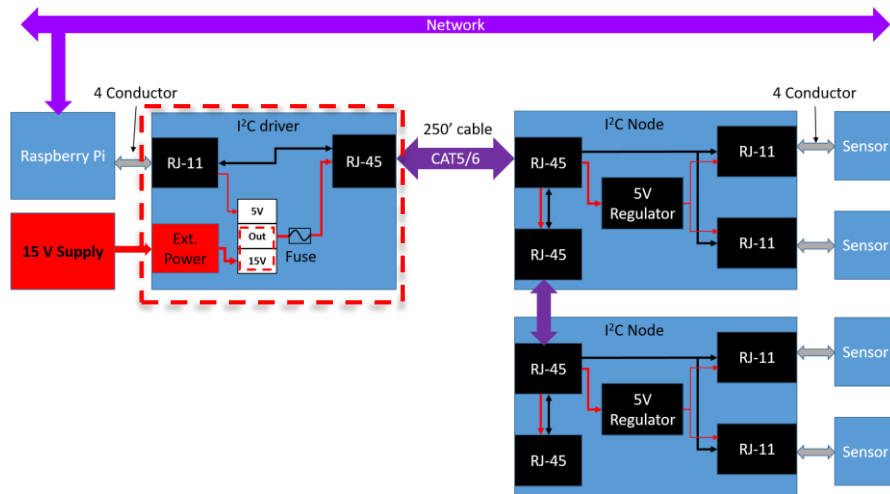 Network
4 Conductor
4 Conductor
I²C driver
250' cable
I²C Node
Raspberry Pi
RJ-11
RJ-45
CAT5/6
RJ-45
RJ-11
Sensor
5V
Regulator
5V
Out
15V
Fuse
15 V Supply
Ext.
Power
RJ-45
RJ-11
Sensor
I²C Node
RJ-45
RJ-11
Sensor
5V
Regulator
RJ-45
RJ-11
Sensor